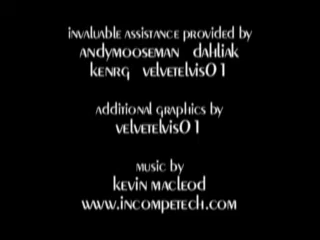 invaluable assistance provided by
andymooseman dahliak
kenrg velvetelvis01
additional graphics by
velvetelvis01
music by
kevin macleod
www.incompetech.com